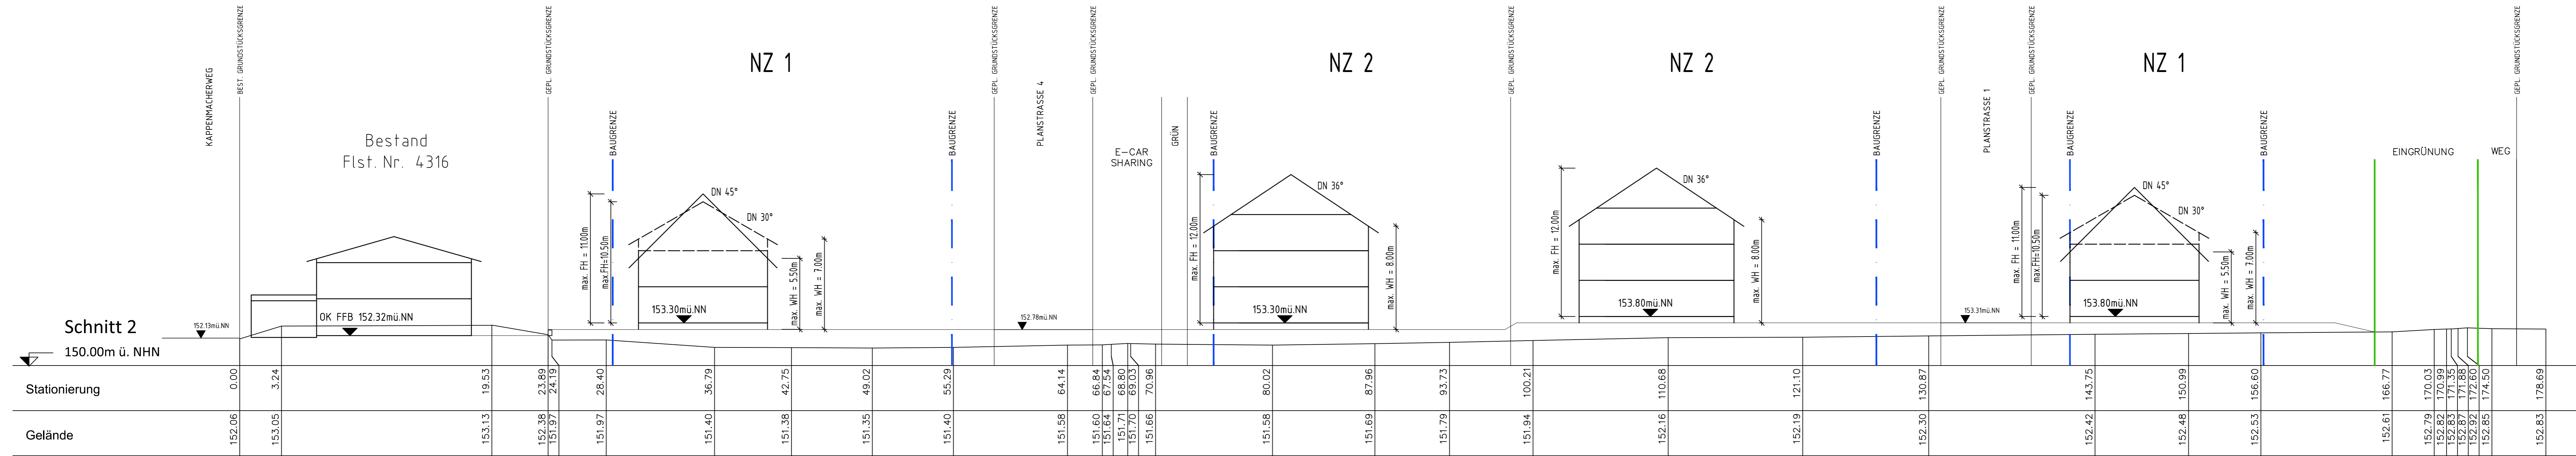 KAPPENMACHERWEG
BEST. GRUNDSTÜCKSGRENZE
GEPL. GRUNDSTÜCKSGRENZE
NZ 1
GEPL. GRUNDSTÜCKSGRENZE
PLANSTRASSE 4
GEPL. GRUNDSTÜCKSGRENZE
NZ 2
GEPL. GRUNDSTÜCKSGRENZE
NZ 2
GEPL. GRUNDSTÜCKSGRENZE
PLANSTRASSE 1
GEPL. GRUNDSTÜCKSGRENZE
NZ 1
GEPL. GRUNDSTÜCKSGRENZE
Bestand
Flst. Nr. 4316
BAUGRENZE
BAUGRENZE
E-CAR
SHARING
GRÜN
BAUGRENZE
BAUGRENZE
BAUGRENZE
BAUGRENZE
EINGRÜNUNG
WEG
DN 45°
DN 30°
max. FH = 11.00m
max.FH=10.50m
max. WH = 5.50m
max. WH = 7.00m
153.30mü.NN
DN 36°
max. FH = 12.00m
max. WH = 8.00m
153.30mü.NN
DN 36°
max. FH = 12.00m
max. WH = 8.00m
153.80mü.NN
DN 45°
DN 30°
max. FH = 11.00m
max.FH=10.50m
max. WH = 5.50m
max. WH = 7.00m
153.80mü.NN
OK FFB 152.32mü.NN
152.13mü.NN
152.78mü.NN
153.31mü.NN
Schnitt 2
150.00m ü. NHN
Stationierung
0.00 3.24 19.53 23.89 24.19 28.40 36.79 42.75 49.02 55.29 64.14 66.84 67.54 68.80 69.03 70.96 80.02 87.96 93.73 100.21 110.68 121.10 130.87 143.75 150.99 156.60 166.77 170.03 170.99 171.35 171.88 172.60 174.50 178.69
Gelände
152.06 153.05 153.13 152.38 151.97 151.97 151.40 151.38 151.35 151.40 151.58 151.60 151.64 151.71 151.70 151.66 151.58 151.69 151.79 151.94 152.16 152.19 152.30 152.42 152.48 152.53 152.61 152.79 152.82 152.83 152.87 152.92 152.85 152.83